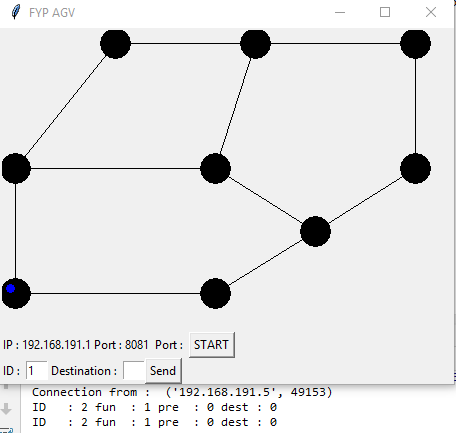 FYP AGV
IP : 192.168.191.1 Port : 8081 Port : START
ID : 1 Destination : Send
Connection from : ('192.168.191.5', 49153)
ID : 2 fun : 1 pre : 0 dest : 0
ID : 2 fun : 1 pre : 0 dest : 0